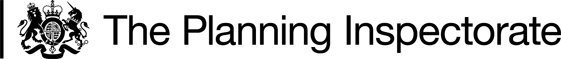 The Planning Inspectorate